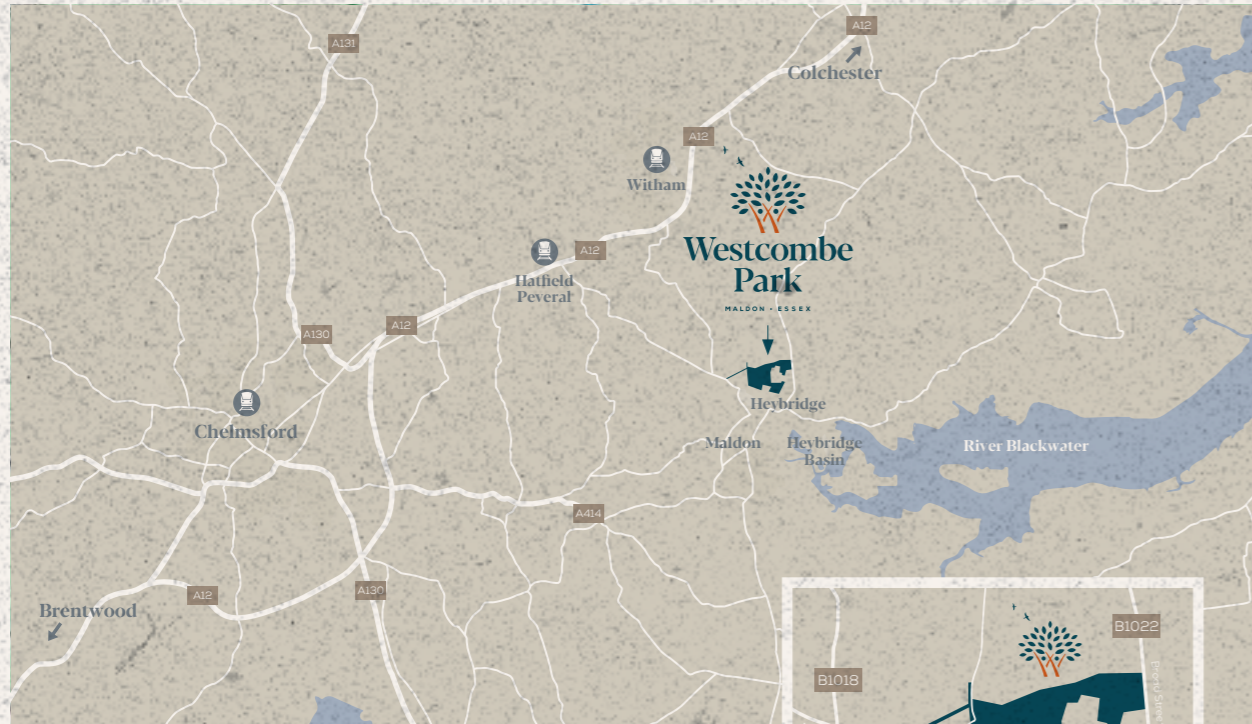 A131
A12
Colchester
A12
Witham
Westcombe
Park
MALDON • ESSEX
A12
Hatfield
Peveral
A12
A130
Heybridge
Chelmsford
Maldon
Heybridge
Basin
River Blackwater
A414
A130
A12
Brentwood
B1022
B1018